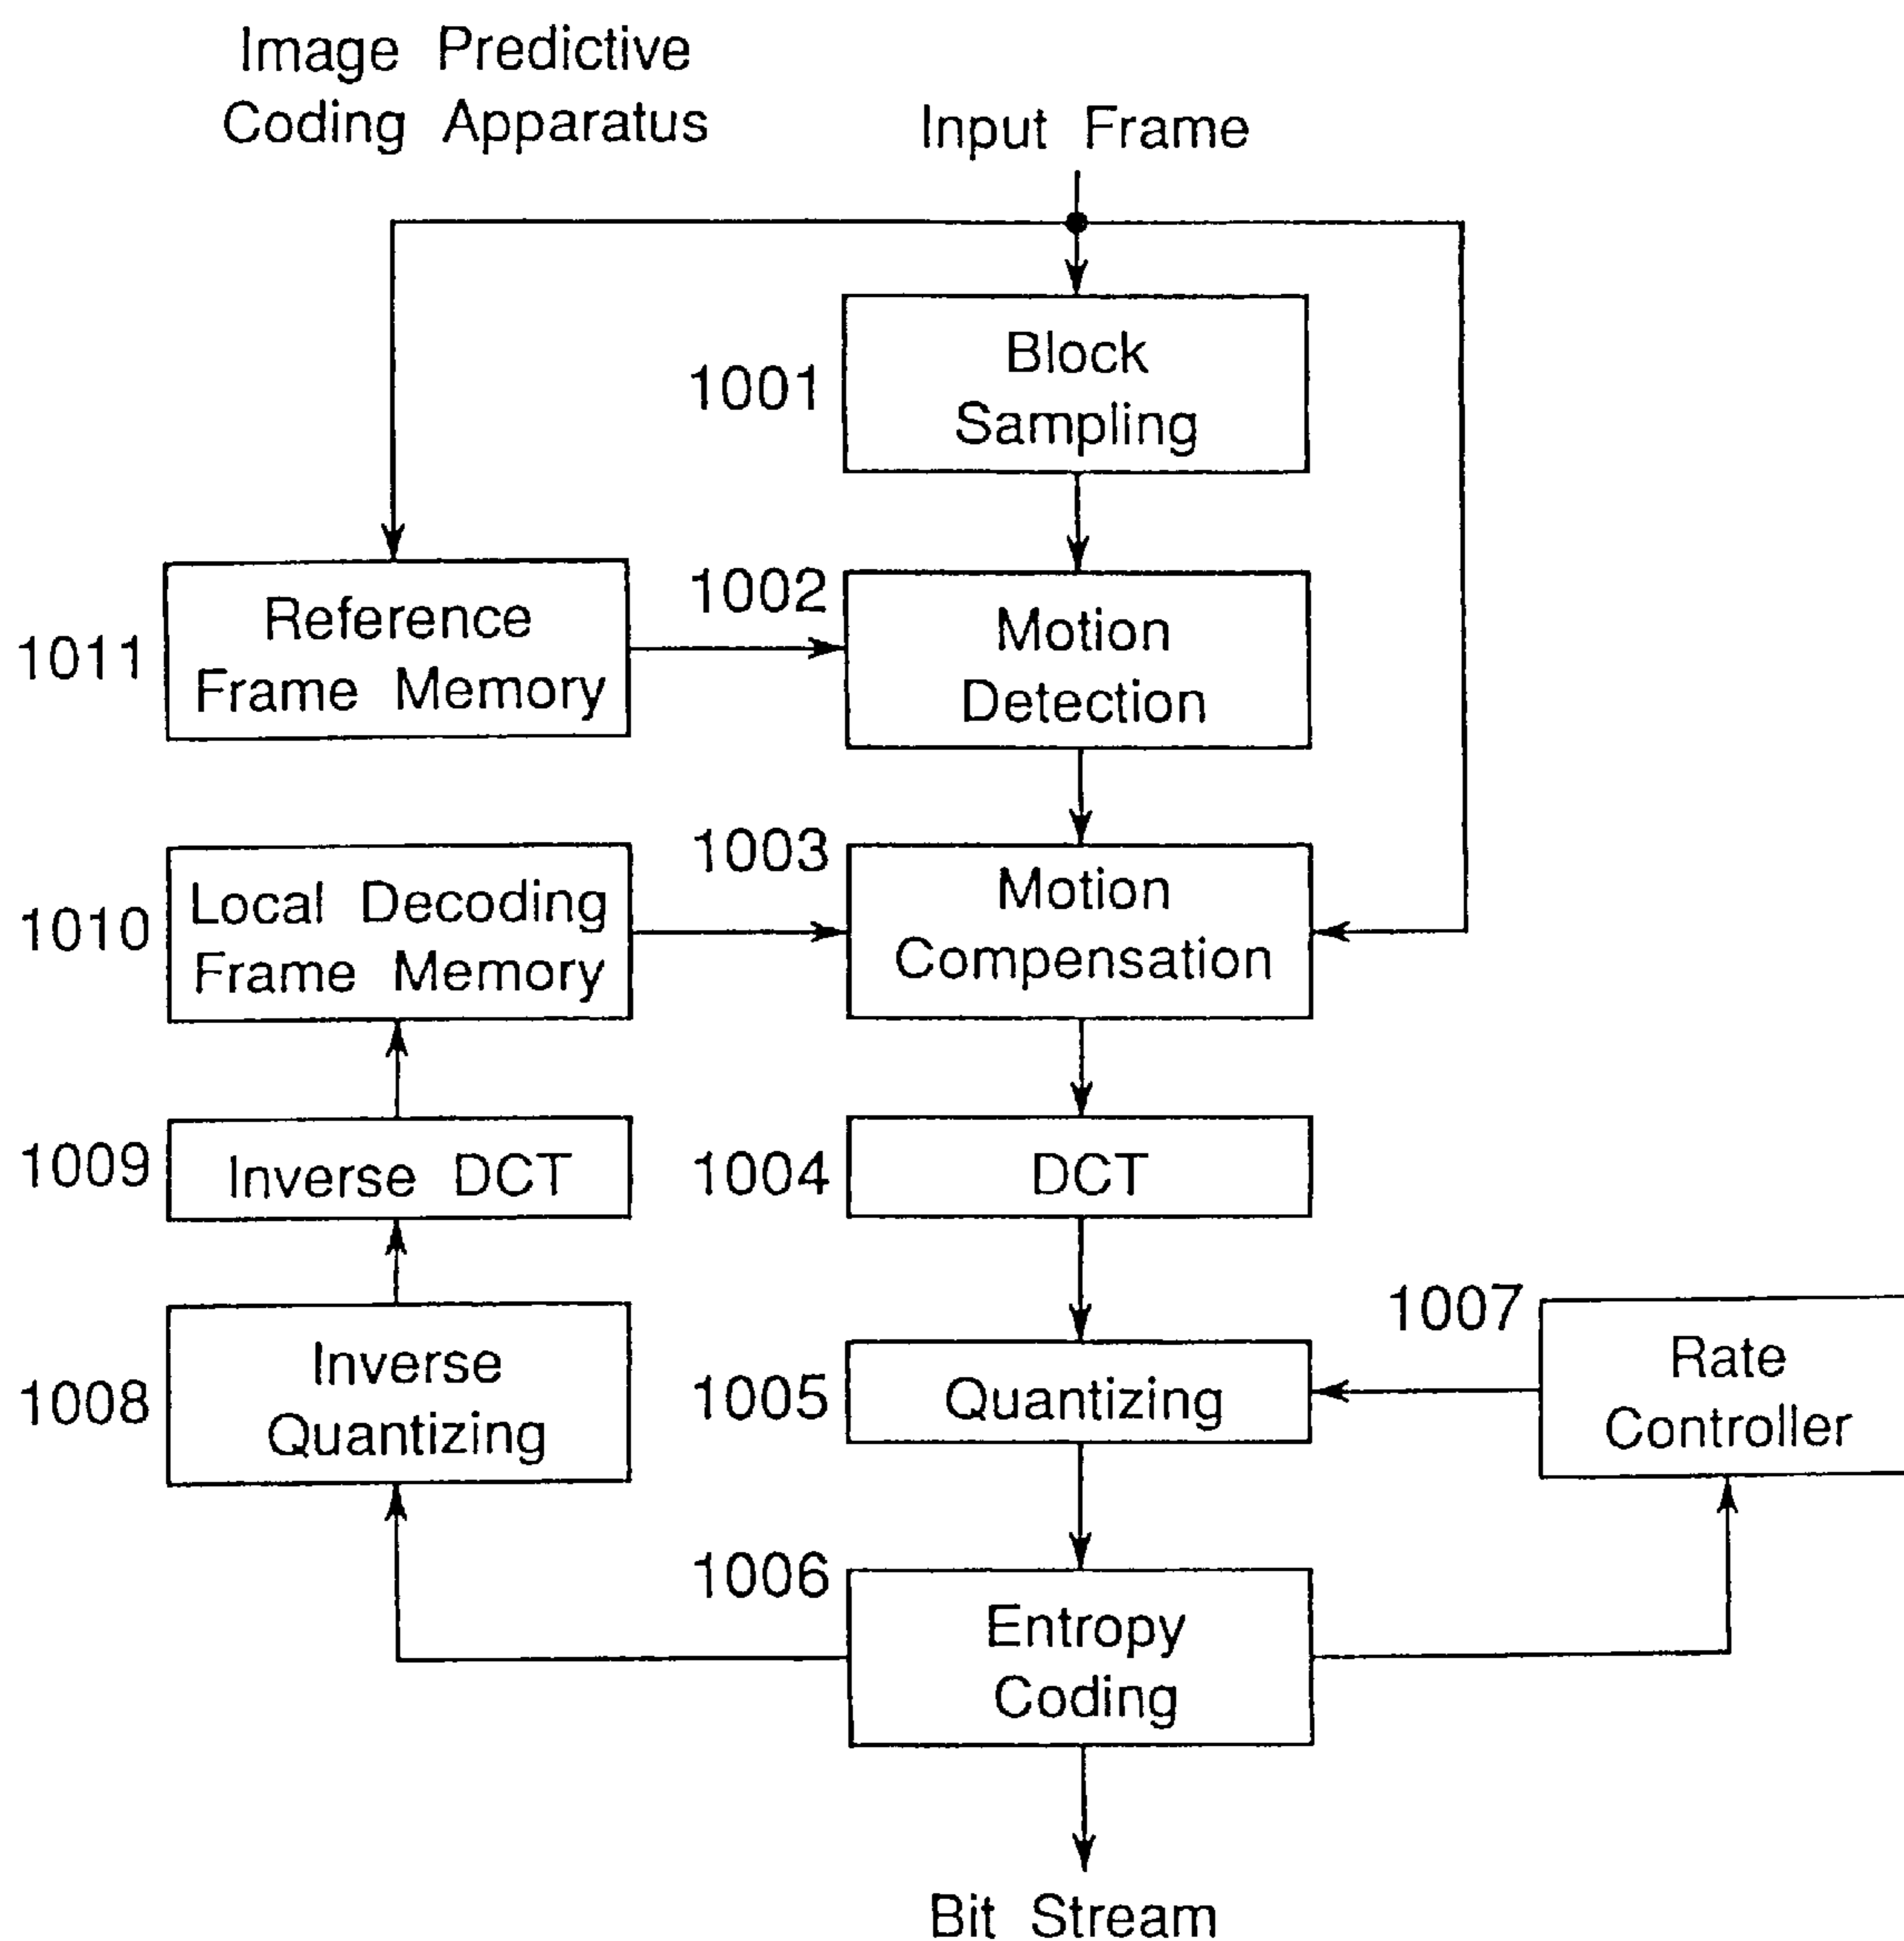 Image Predictive
Coding Apparatus
Input Frame
1001
Block
Sampling
1011
Reference
Frame Memory
1002
Motion
Detection
1010
Local Decoding
Frame Memory
1003
Motion
Compensation
1009
Inverse DCT
1004
DCT
1008
Inverse
Quantizing
1005
Quantizing
1007
Rate
Controller
1006
Entropy
Coding
Bit Stream